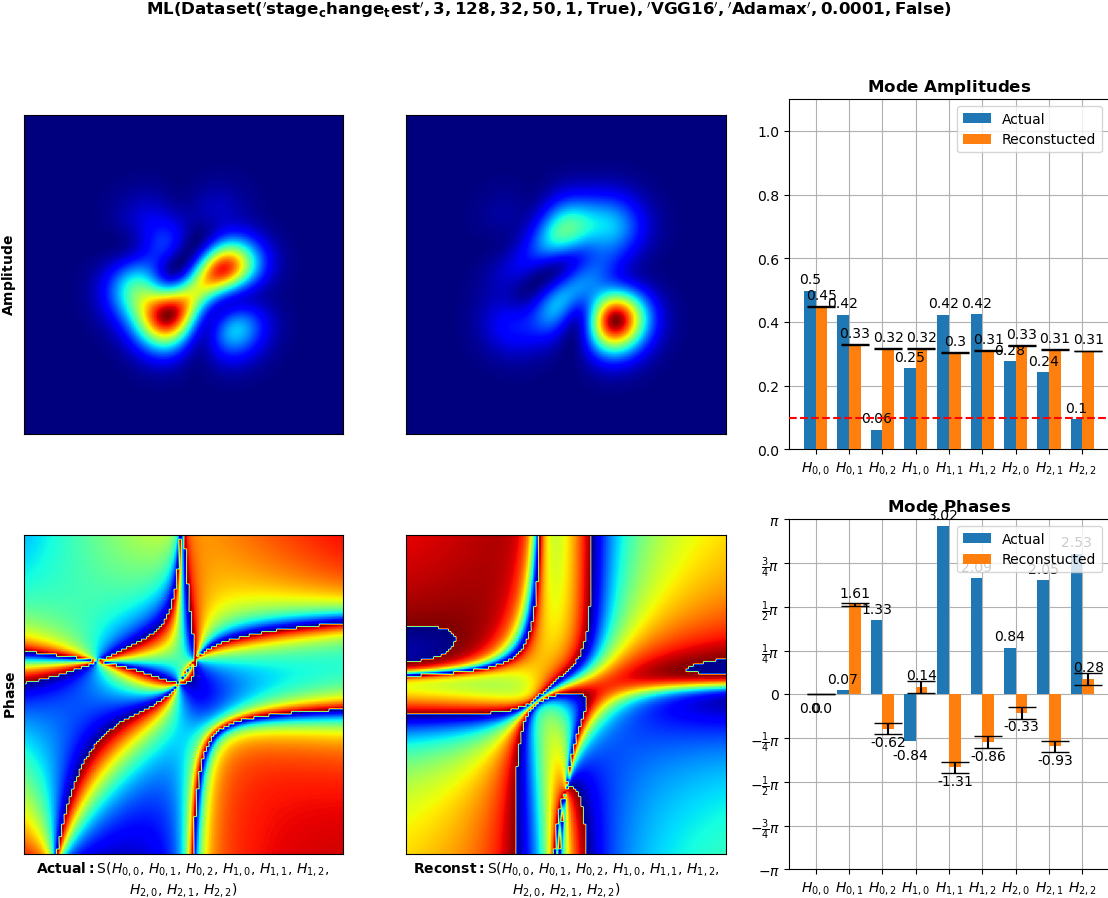 ML(Dataset('stage_change_test', 3, 128, 32, 50, 1, True), 'VGG16', 'Adamax', 0.0001, False)
Amplitude
Mode Amplitudes
Actual
Reconstucted
1.0
0.8
0.6
0.4
0.2
0.0
0.5
0.45
0.42
0.33
0.06
0.32
0.25
0.32
0.42
0.3
0.42
0.31
0.28
0.33
0.24
0.31
0.1
0.31
H0,0 H0,1 H0,2 H1,0 H1,1 H1,2 H2,0 H2,1 H2,2
Phase
Mode Phases
Actual
Reconstucted
π
3/4π
1/2π
1/4π
0
−1/4π
−1/2π
−3/4π
−π
0.0
0.0
0.07
1.61
1.33
-0.62
-0.84
0.14
3.02
-1.31
2.09
-0.86
0.84
-0.33
-0.93
2.53
0.28
H0,0 H0,1 H0,2 H1,0 H1,1 H1,2 H2,0 H2,1 H2,2
Actual: S(H0,0, H0,1, H0,2, H1,0, H1,1, H1,2,
H2,0, H2,1, H2,2)
Reconst: S(H0,0, H0,1, H0,2, H1,0, H1,1, H1,2,
H2,0, H2,1, H2,2)